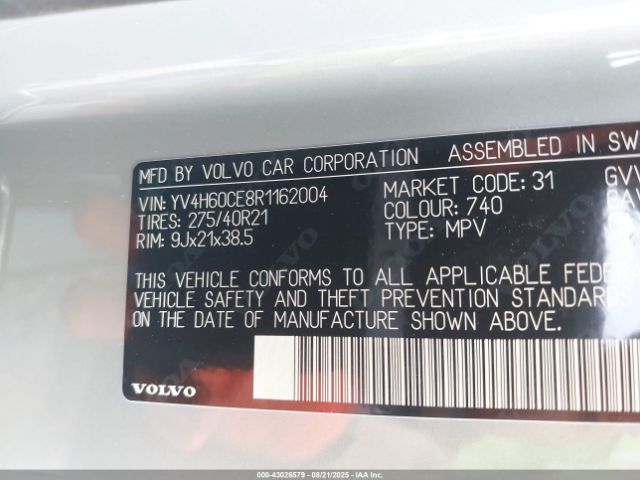 MFD BY VOLVO CAR CORPORATION ASSEMBLED IN SW
VIN: YV4H60CE8R1162004 MARKET CODE: 31 GVW
TIRES: 275/40R21 COLOUR: 740
RIM: 9Jx21x38.5 TYPE: MPV
THIS VEHICLE CONFORMS TO ALL APPLICABLE FEDER
VEHICLE SAFETY AND THEFT PREVENTION STANDARDS
ON THE DATE OF MANUFACTURE SHOWN ABOVE.
VOLVO
000-43026579 - 08/21/2025 - IAA Inc.